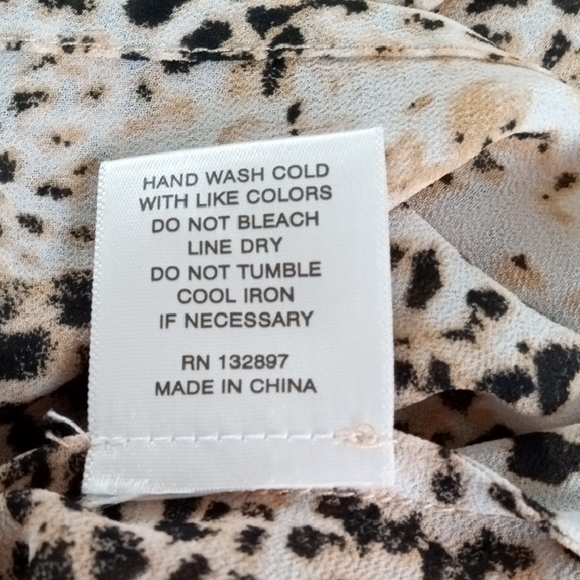 HAND WASH COLD
WITH LIKE COLORS
DO NOT BLEACH
LINE DRY
DO NOT TUMBLE
COOL IRON
IF NECESSARY
RN 132897
MADE IN CHINA